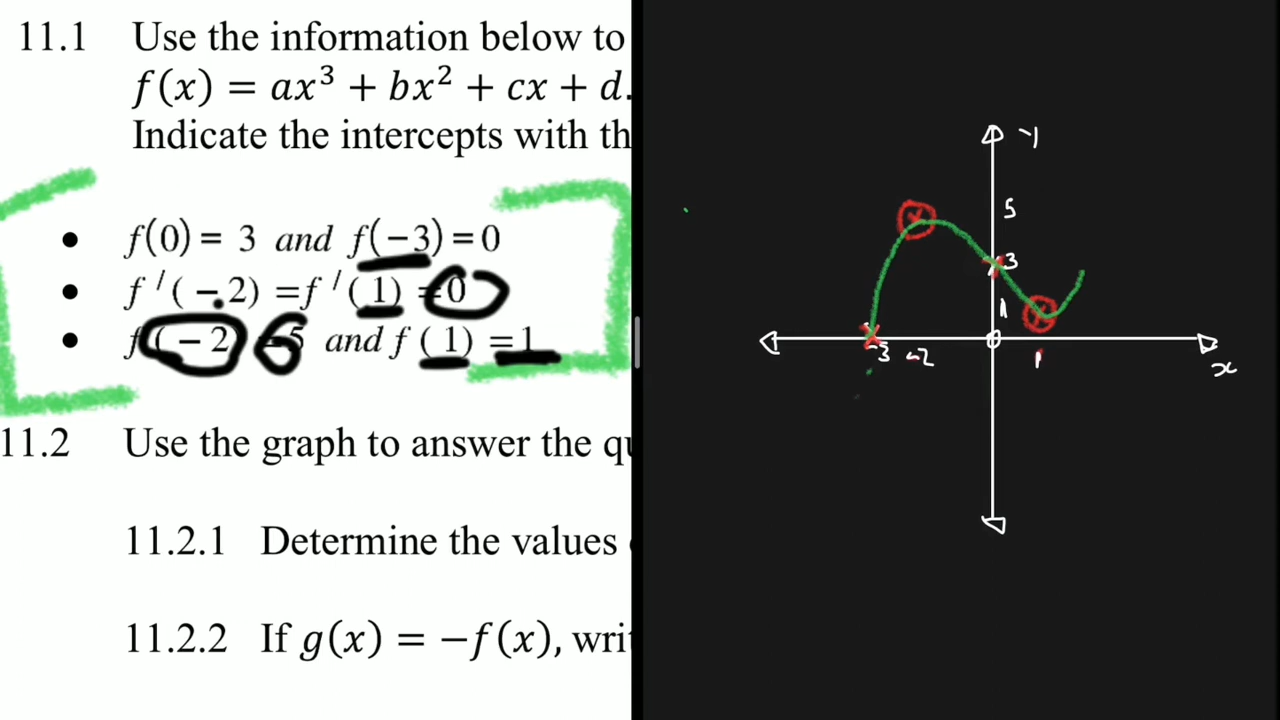 11.1 Use the information below to
f(x) = ax³ + bx² + cx + d.
Indicate the intercepts with th
• f(0) = 3 and f(−3) = 0
• f '(−2) = f '(1) = 0
• f(−2) = 5 and f(1) = 1
11.2 Use the graph to answer the qu
11.2.1 Determine the values
11.2.2 If g(x) = −f(x), writ
y
5
3
1
0
-3 -2 1
x